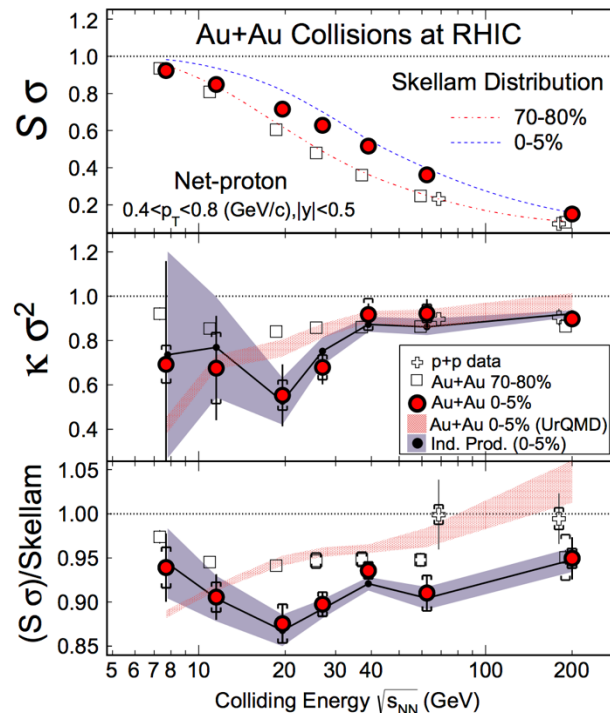 Au+Au Collisions at RHIC
S σ
1.2
1.0
0.8
0.6
0.4
0.2
Skellam Distribution
70-80%
0-5%
Net-proton
0.4<p_T<0.8 (GeV/c),|y|<0.5
κ σ²
1.2
1.0
0.8
0.6
0.4
p+p data
Au+Au 70-80%
Au+Au 0-5%
Au+Au 0-5% (UrQMD)
Ind. Prod. (0-5%)
(S σ)/Skellam
1.05
1.00
0.95
0.90
0.85
5 6 7 8 10 20 30 40 100 200
Colliding Energy √s_NN (GeV)